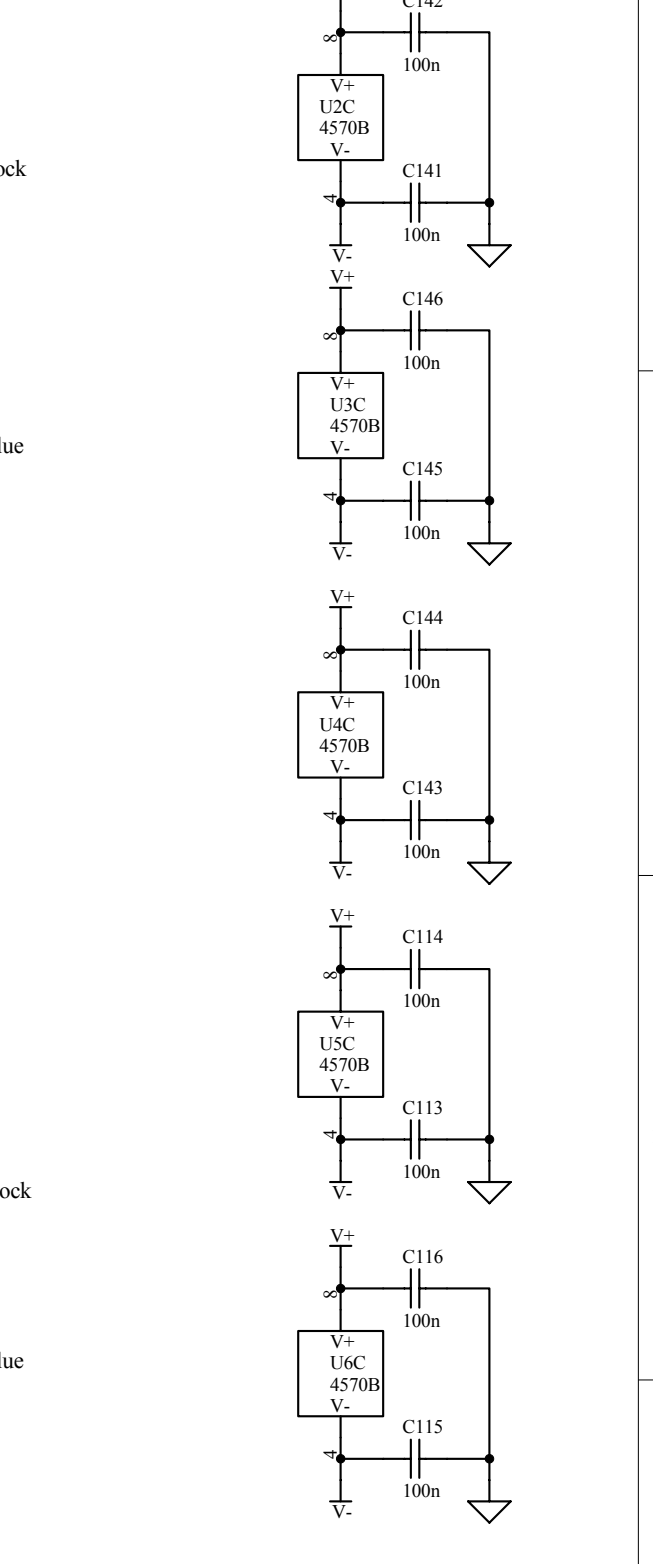 C142
8
100n
V+
U2C
4570B
V-
ock
C141
4
100n
V-
V+
C146
8
100n
V+
U3C
4570B
V-
lue
C145
4
100n
V-
V+
C144
8
100n
V+
U4C
4570B
V-
C143
4
100n
V-
V+
C114
8
100n
V+
U5C
4570B
V-
C113
4
100n
ock
V-
V+
C116
8
100n
V+
U6C
lue
4570B
V-
C115
4
100n
V-